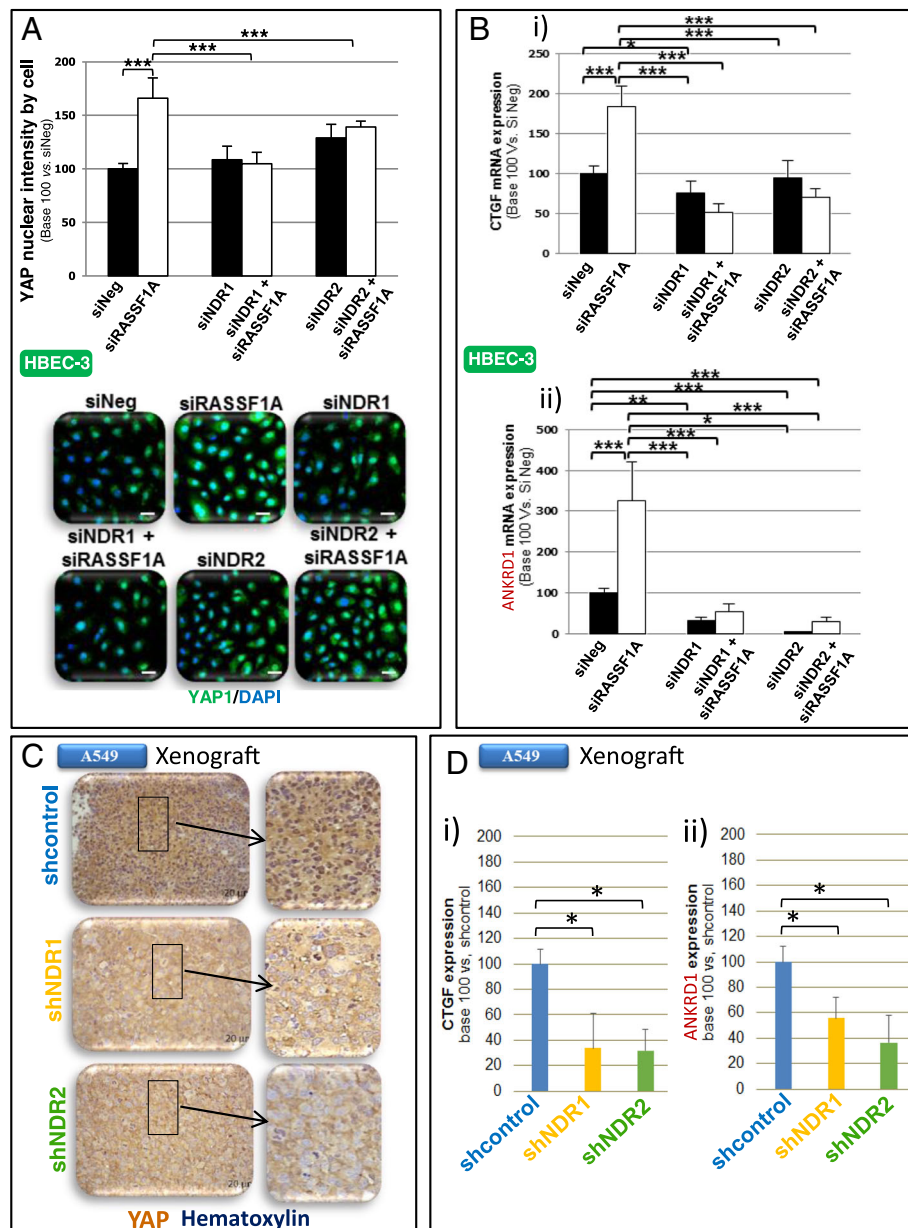 A
YAP nuclear intensity by cell
(Base 100 vs. siNeg)
200
150
100
50
0
***
***
***
siNeg
siRASSF1A
siNDR1
siNDR1 +
siRASSF1A
siNDR2
siNDR2 +
siRASSF1A
HBEC-3
siNeg
siRASSF1A
siNDR1
siNDR1 +
siRASSF1A
siNDR2
siNDR2 +
siRASSF1A
YAP1/DAPI
B
i)
CTGF mRNA expression
(Base 100 Vs. Si Neg)
250
200
150
100
50
0
***
***
*
***
***
***
siNeg
siRASSF1A
siNDR1
siNDR1 +
siRASSF1A
siNDR2
siNDR2 +
siRASSF1A
HBEC-3
ii)
ANKRD1 mRNA expression
(Base 100 Vs. Si Neg)
500
400
300
200
100
0
***
***
**
***
*
***
***
***
siNeg
siRASSF1A
siNDR1
siNDR1 +
siRASSF1A
siNDR2
siNDR2 +
siRASSF1A
C
A549
Xenograft
shcontrol
shNDR1
shNDR2
20 µr
20 µr
20 µr
YAP Hematoxylin
D
A549
Xenograft
i)
CTGF expression
base 100 vs, shcontrol
200
180
160
140
120
100
80
60
40
20
0
*
*
shcontrol
shNDR1
shNDR2
ii)
ANKRD1 expression
base 100 vs, shcontrol
200
180
160
140
120
100
80
60
40
20
0
*
*
shcontrol
shNDR1
shNDR2